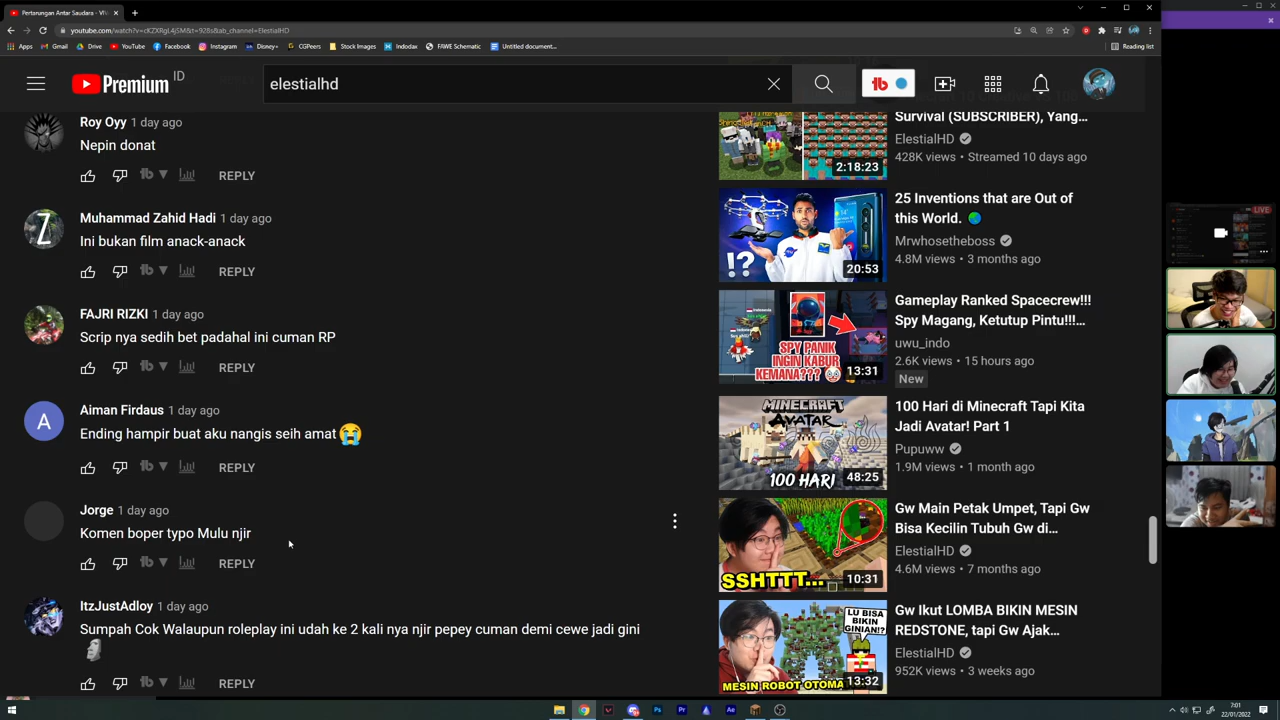 Pertarungan Antar Saudara - VIV
youtube.com/watch?v=cKZXRgL4jSM&t=928s&ab_channel=ElestialHD
Apps
Gmail
Drive
YouTube
Facebook
Instagram
Disney+
CGPeers
Stock Images
Indodax
FAWE Schematic
Untitled document...
Reading list
Premium
ID
elestialhd
Roy Oyy 1 day ago
Nepin donat
REPLY
Muhammad Zahid Hadi 1 day ago
Ini bukan film anack-anack
REPLY
FAJRI RIZKI 1 day ago
Scrip nya sedih bet padahal ini cuman RP
REPLY
A
Aiman Firdaus 1 day ago
Ending hampir buat aku nangis seih amat😭
REPLY
Jorge 1 day ago
Komen boper typo Mulu njir
REPLY
ItzJustAdloy 1 day ago
Sumpah Cok Walaupun roleplay ini udah ke 2 kali nya njir pepey cuman demi cewe jadi gini
🗿
REPLY
Survival (SUBSCRIBER), Yang...
ElestialHD
428K views • Streamed 10 days ago
2:18:23
25 Inventions that are Out of
this World. 🌏
Mrwhosetheboss
4.8M views • 3 months ago
!?
20:53
Gameplay Ranked Spacecrew!!!
Spy Magang, Ketutup Pintu!!!...
uwu_indo
2.6K views • 15 hours ago
New
SPY PANIK
INGIN KABUR
KEMANA???
13:31
100 Hari di Minecraft Tapi Kita
Jadi Avatar! Part 1
Pupuww
1.9M views • 1 month ago
MINECRAFT
AVATAR
100 HARI
48:25
Gw Main Petak Umpet, Tapi Gw
Bisa Kecilin Tubuh Gw di...
ElestialHD
4.6M views • 7 months ago
SSHTTT...
10:31
Gw Ikut LOMBA BIKIN MESIN
REDSTONE, tapi Gw Ajak...
ElestialHD
952K views • 3 weeks ago
LU BISA
BIKIN
GINIAN!?
MESIN ROBOT OTOMA
13:32
LIVE
7:01
22/01/2022